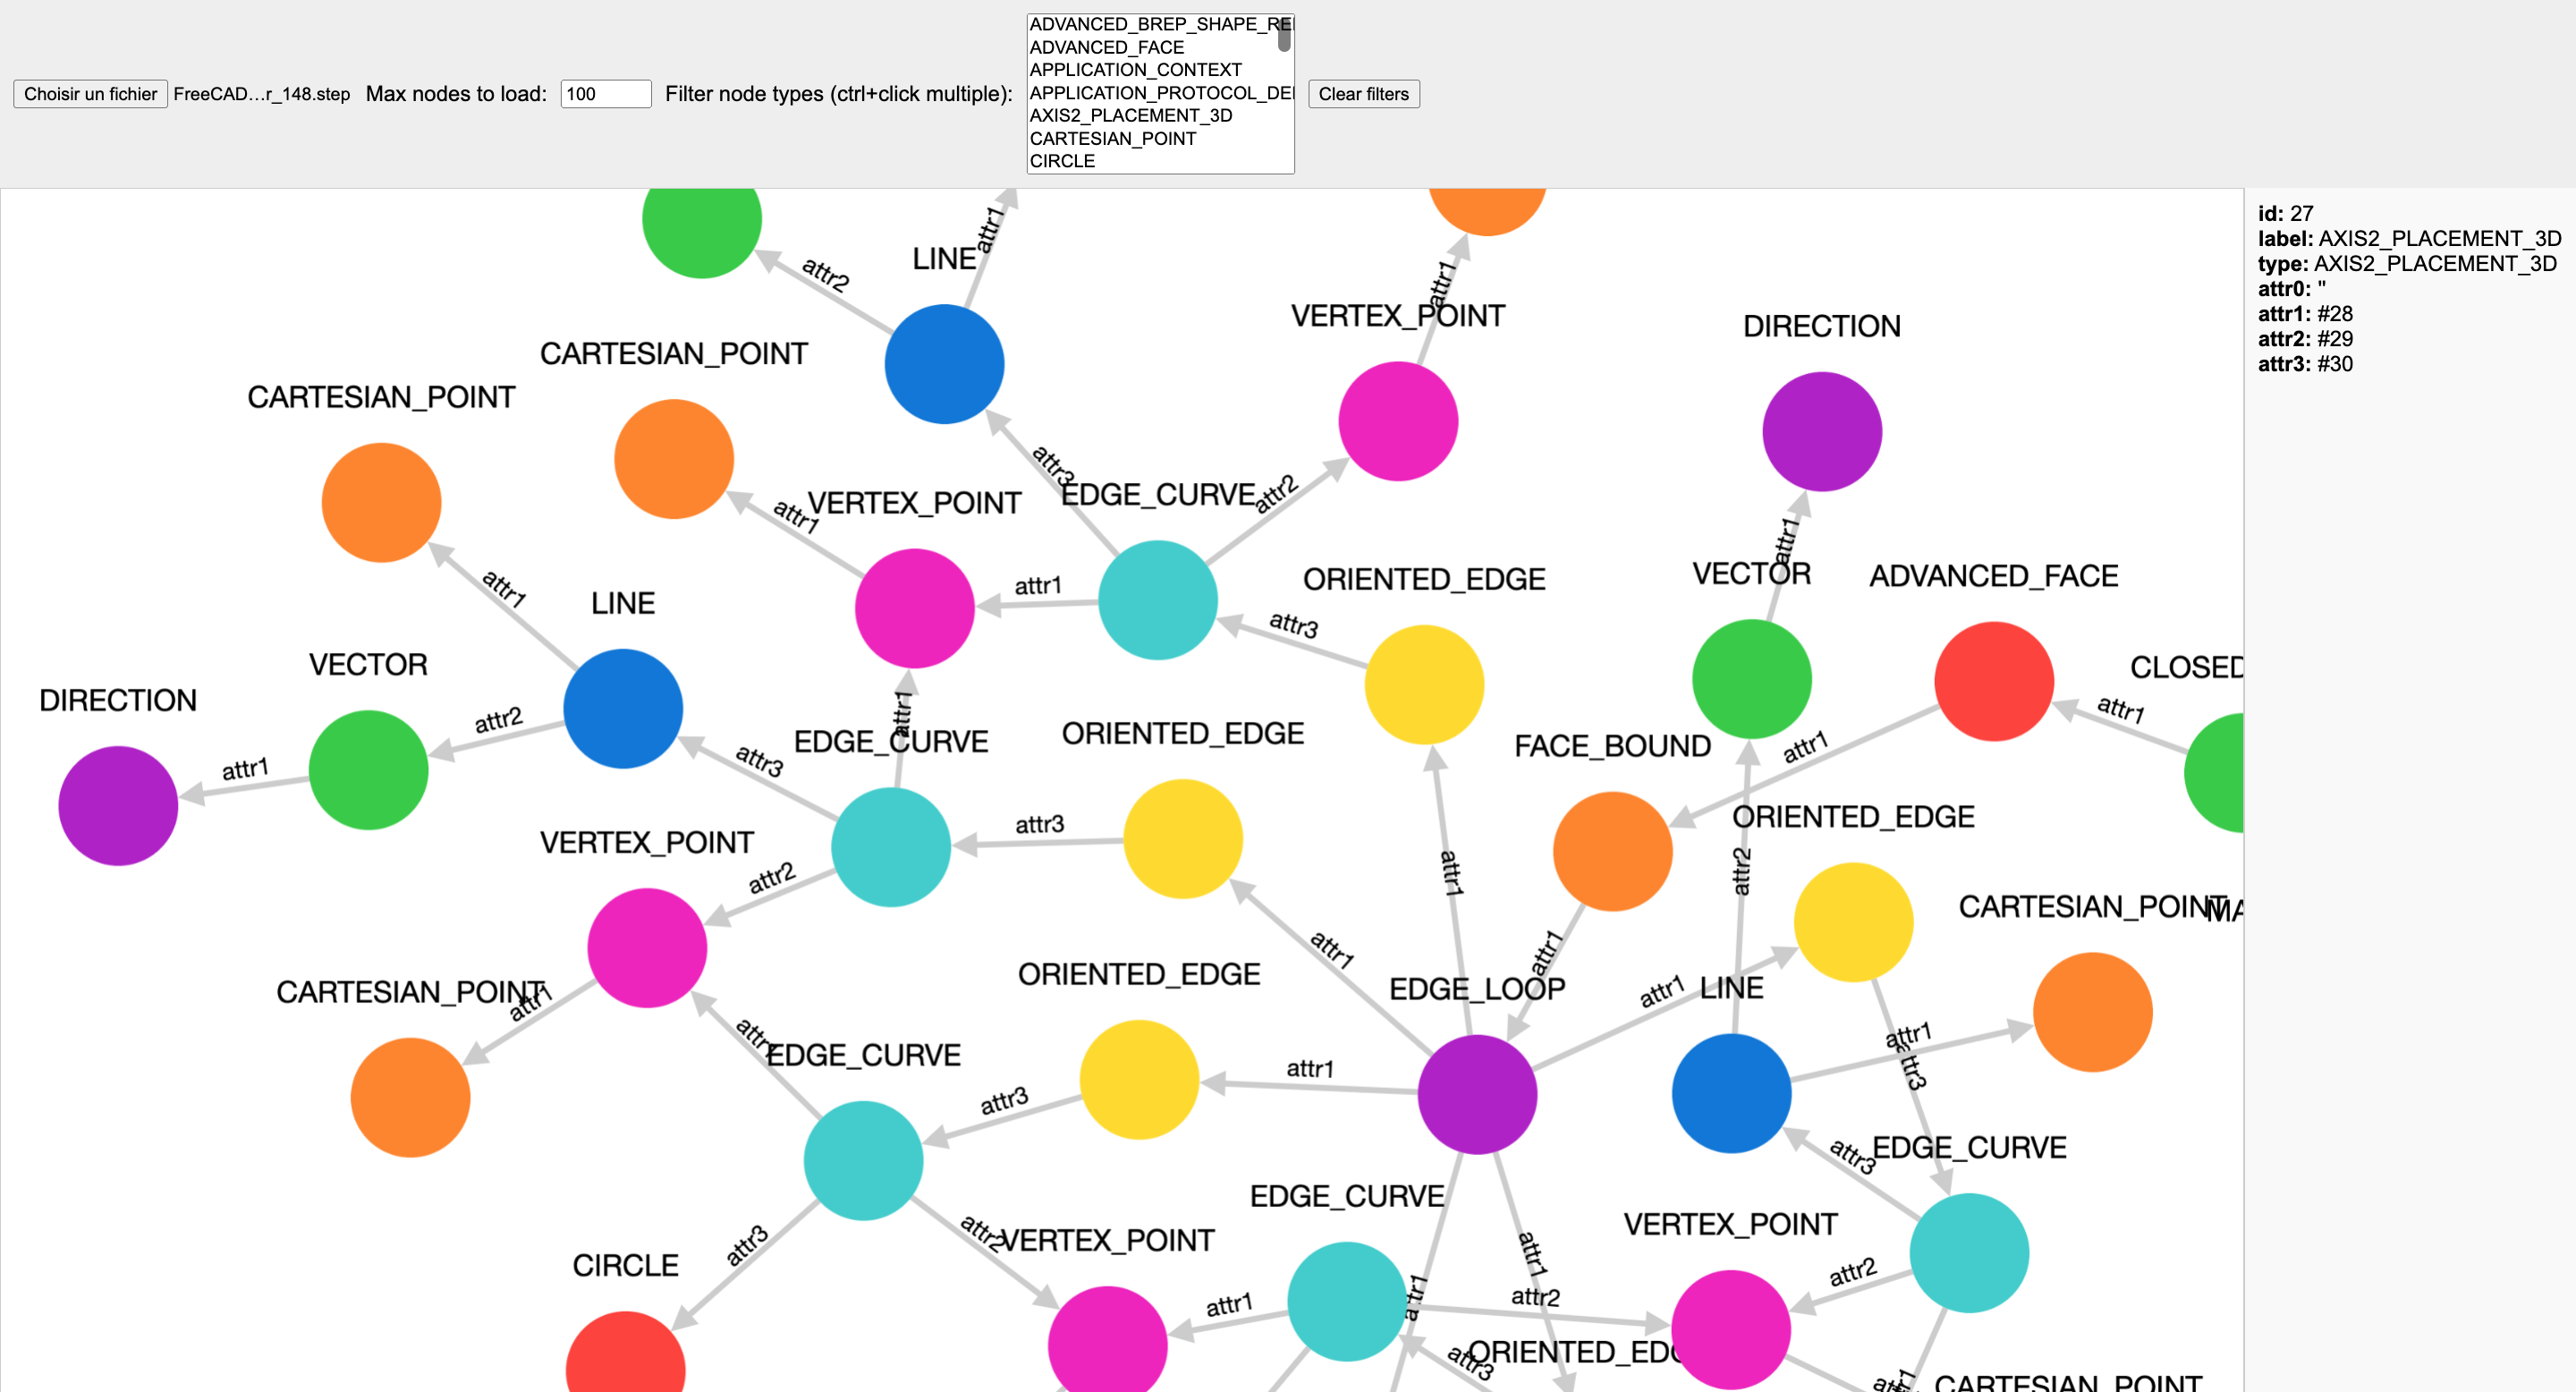 ADVANCED_BREP_SHAPE_RE
ADVANCED_FACE
APPLICATION_CONTEXT
APPLICATION_PROTOCOL_DE
AXIS2_PLACEMENT_3D
CARTESIAN_POINT
CIRCLE
Choisir un fichier FreeCAD…r_148.step Max nodes to load: 100 Filter node types (ctrl+click multiple): Clear filters
id: 27
label: AXIS2_PLACEMENT_3D
type: AXIS2_PLACEMENT_3D
attr0: ''
attr1: #28
attr2: #29
attr3: #30
attr1
LINE
attr2
attr1
VERTEX_POINT
DIRECTION
CARTESIAN_POINT
CARTESIAN_POINT
attr3
EDGE_CURVE
attr2
VERTEX_POINT
attr1
attr1
VECTOR
ADVANCED_FACE
ORIENTED_EDGE
attr1
attr1
LINE
attr3
CLOSED
VECTOR
DIRECTION
attr2
attr1
attr1
attr1
EDGE_CURVE
ORIENTED_EDGE
FACE_BOUND
attr1
attr3
attr1
ORIENTED_EDGE
attr3
VERTEX_POINT
attr2
attr1
attr2
CARTESIAN_POINT
MA
attr1
attr1
ORIENTED_EDGE
EDGE_LOOP
attr1
LINE
CARTESIAN_POINT
attr1
attr1
attr3
EDGE_CURVE
attr1
attr3
attr3
EDGE_CURVE
EDGE_CURVE
VERTEX_POINT
attr2
VERTEX_POINT
attr3
CIRCLE
attr1
attr2
attr1
attr1
attr2
ORIENTED_EDG
attr3
CARTESIAN_POINT